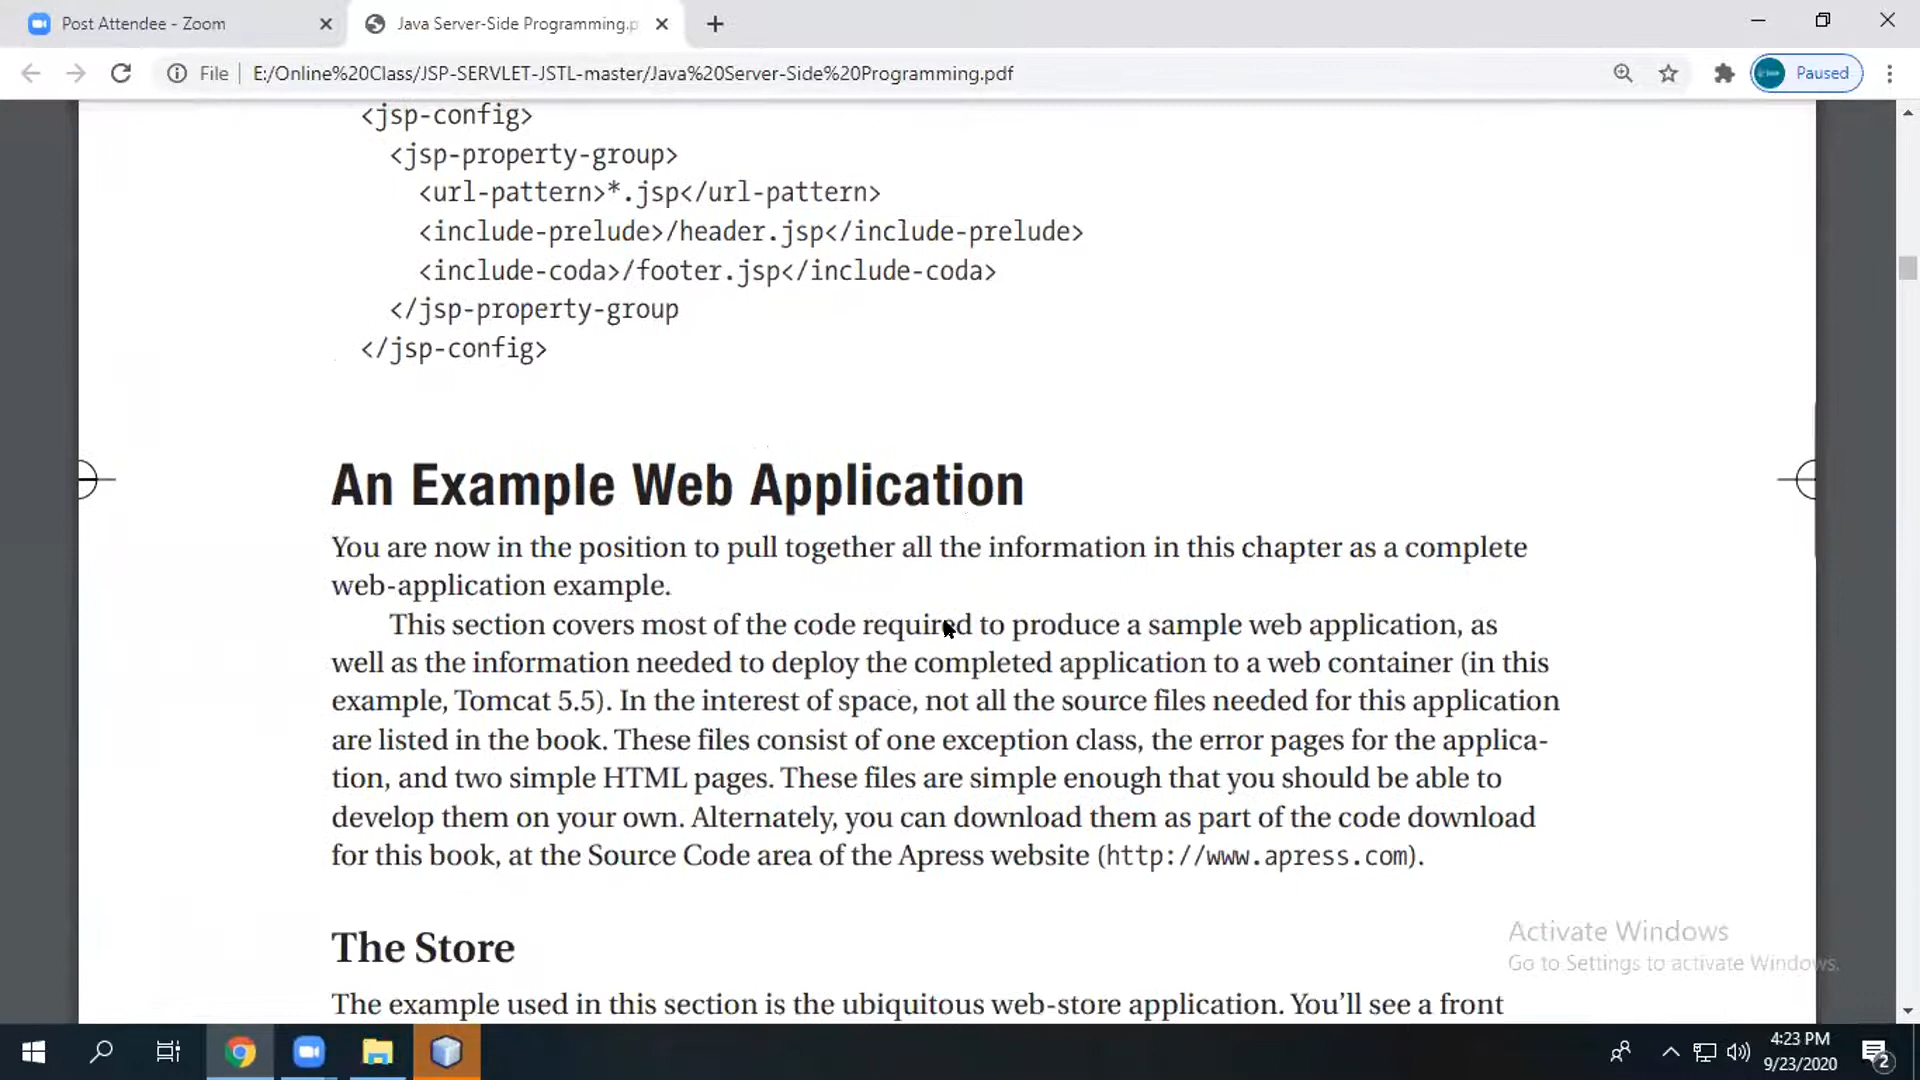 Post Attendee - Zoom
Java Server-Side Programming.p
File
E:/Online%20Class/JSP-SERVLET-JSTL-master/Java%20Server-Side%20Programming.pdf
Paused
<jsp-config>
<jsp-property-group>
<url-pattern>*.jsp</url-pattern>
<include-prelude>/header.jsp</include-prelude>
<include-coda>/footer.jsp</include-coda>
</jsp-property-group
</jsp-config>
An Example Web Application
You are now in the position to pull together all the information in this chapter as a complete
web-application example.
This section covers most of the code required to produce a sample web application, as
well as the information needed to deploy the completed application to a web container (in this
example, Tomcat 5.5). In the interest of space, not all the source files needed for this application
are listed in the book. These files consist of one exception class, the error pages for the applica-
tion, and two simple HTML pages. These files are simple enough that you should be able to
develop them on your own. Alternately, you can download them as part of the code download
for this book, at the Source Code area of the Apress website (http://www.apress.com).
The Store
The example used in this section is the ubiquitous web-store application. You’ll see a front
Activate Windows
Go to Settings to activate Windows.
4:23 PM
9/23/2020
2